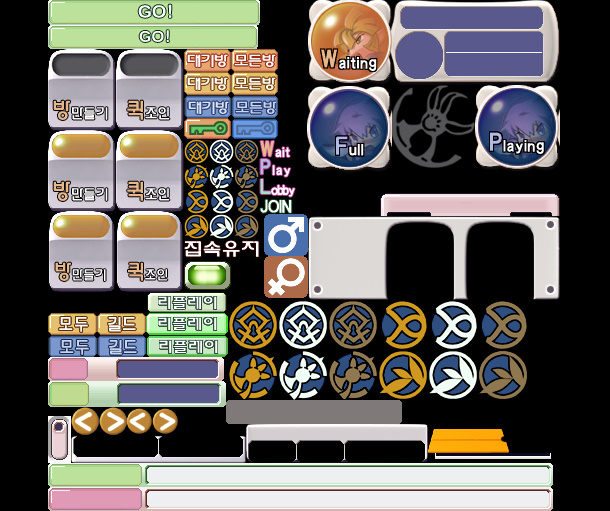 GO!
GO!
Waiting
대기방 모든방
방만들기 퀵조인
대기방 모든방
대기방 모든방
Full
Playing
방만들기 퀵조인
Wait
Play
Lobby
JOIN
접속유지
방만들기 퀵조인
리플레이
모두 길드 리플레이
모두 길드 리플레이